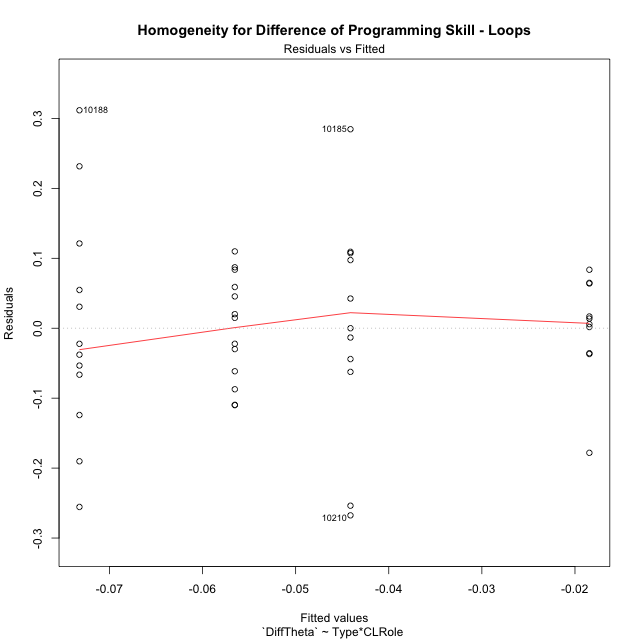 Homogeneity for Difference of Programming Skill - Loops
Residuals vs Fitted
10188
10185
10210
0.3
0.2
0.1
0.0
-0.1
-0.2
-0.3
Residuals
-0.07 -0.06 -0.05 -0.04 -0.03 -0.02
Fitted values
`DiffTheta` ~ Type*CLRole